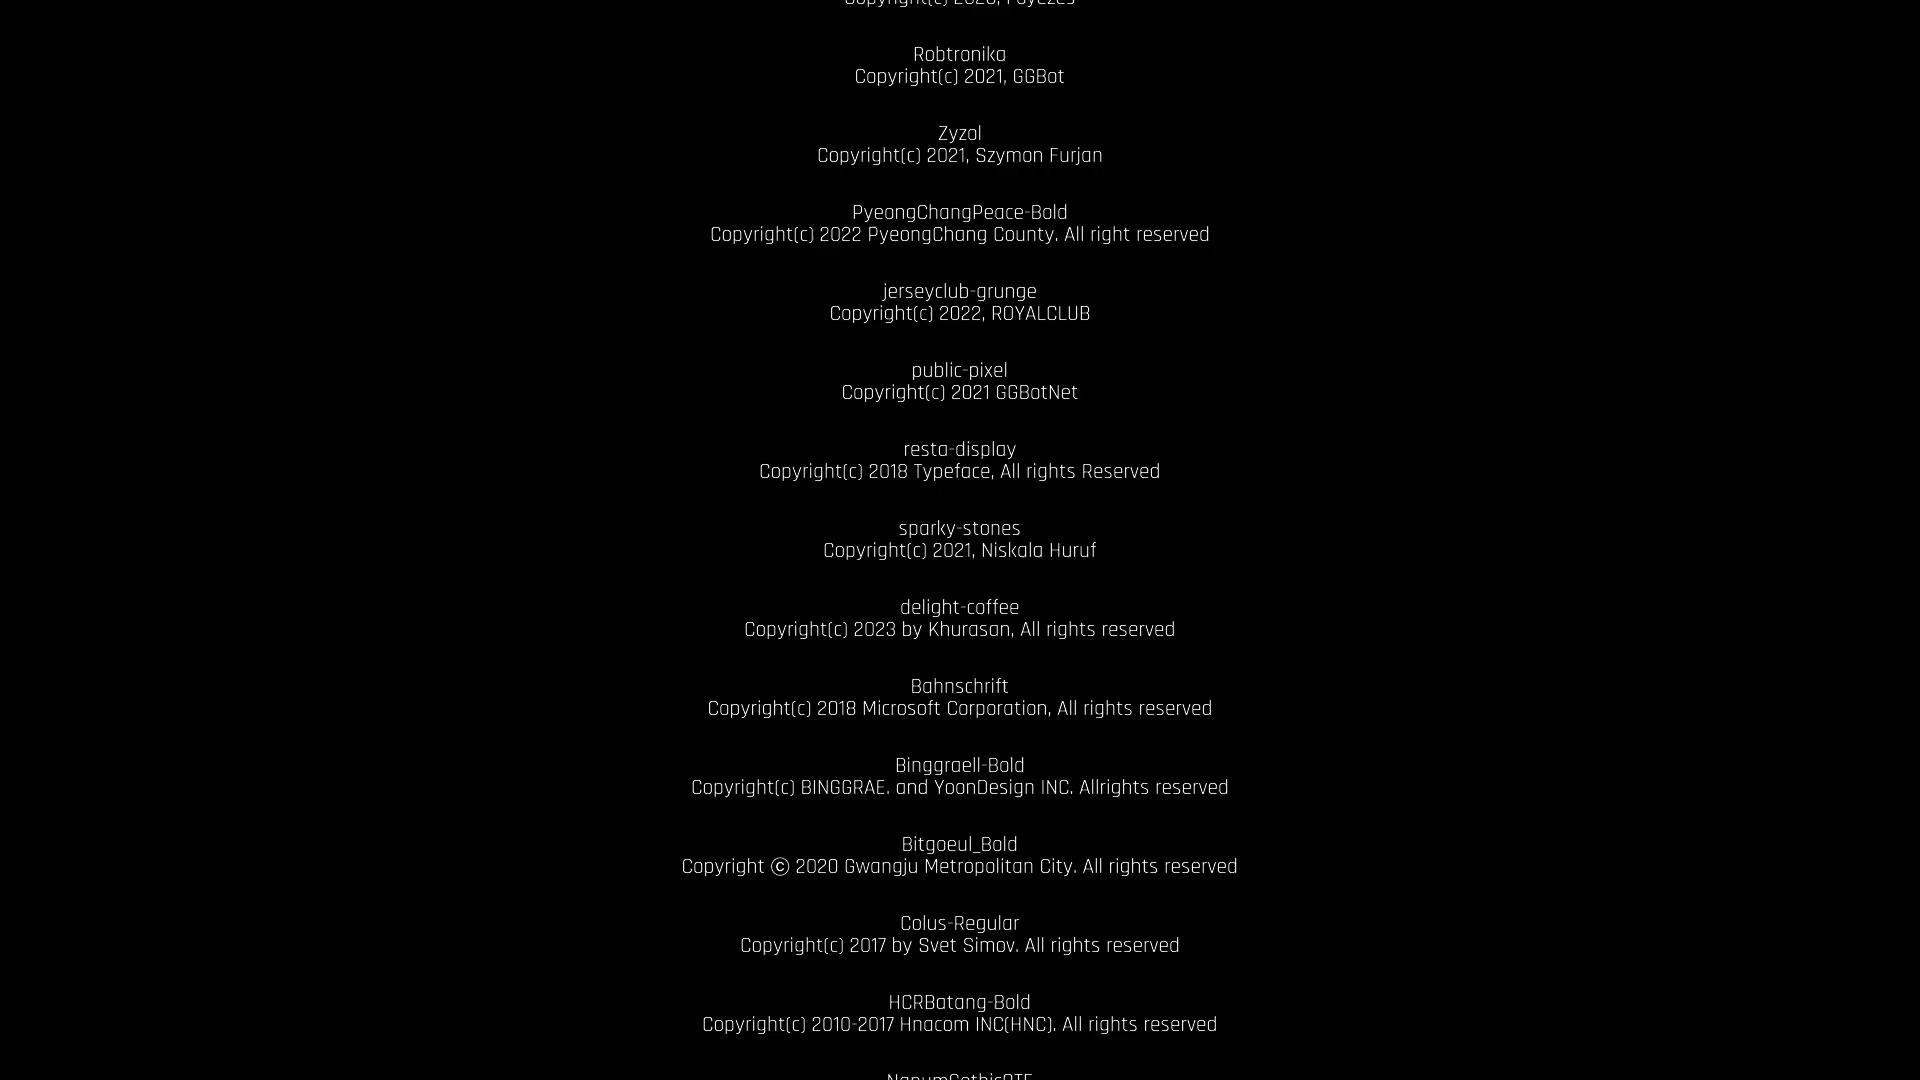 Robtronika
Copyright(c) 2021, GGBot
Zyzol
Copyright(c) 2021, Szymon Furjan
PyeongChangPeace-Bold
Copyright(c) 2022 PyeongChang County. All right reserved
jerseyclub-grunge
Copyright(c) 2022, ROYALCLUB
public-pixel
Copyright(c) 2021 GGBotNet
resta-display
Copyright(c) 2018 Typeface, All rights Reserved
sparky-stones
Copyright(c) 2021, Niskala Huruf
delight-coffee
Copyright(c) 2023 by Khurasan, All rights reserved
Bahnschrift
Copyright(c) 2018 Microsoft Corporation, All rights reserved
Binggraell-Bold
Copyright(c) BINGGRAE. and YoonDesign INC. Allrights reserved
Bitgoeul_Bold
Copyright ⓒ 2020 Gwangju Metropolitan City. All rights reserved
Colus-Regular
Copyright(c) 2017 by Svet Simov. All rights reserved
HCRBatang-Bold
Copyright(c) 2010-2017 Hnacom INC(HNC). All rights reserved